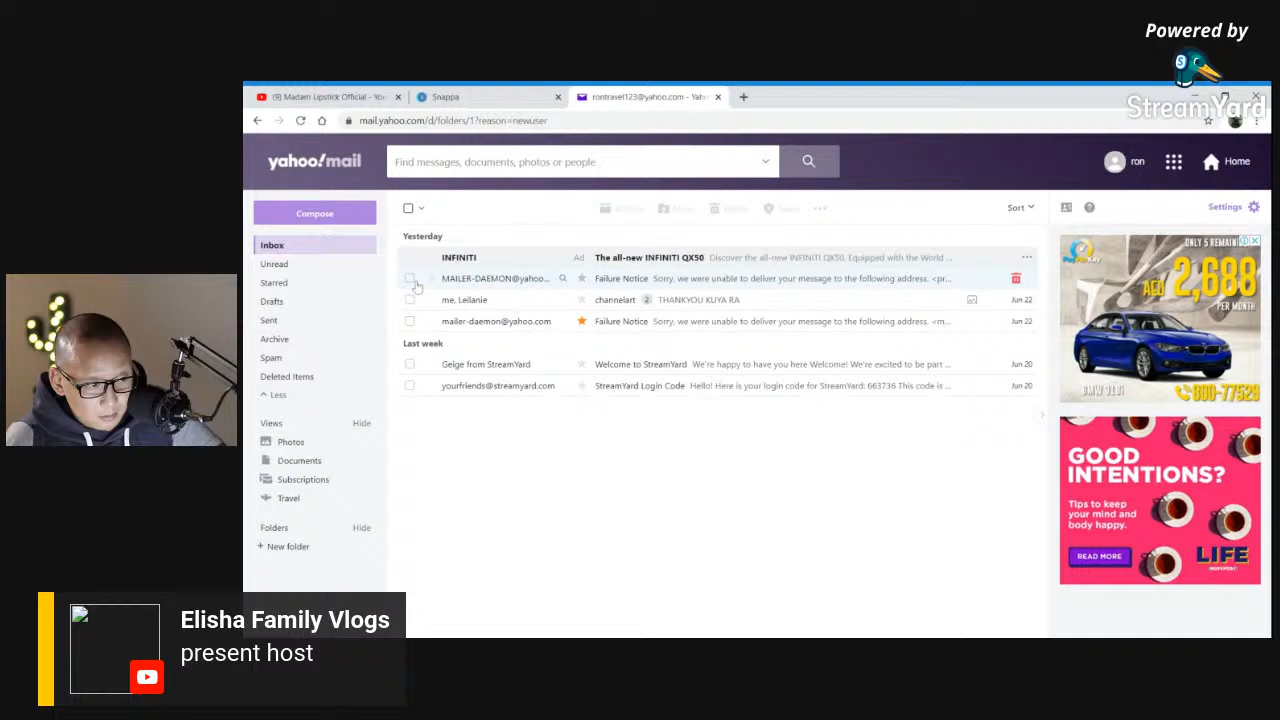 Powered by
StreamYard
(9) Madam Lipstick Official - You
Snappa
rontravel123@yahoo.com - Yah
mail.yahoo.com/d/folders/1?reason=newuser
yahoo!mail
Find messages, documents, photos or people
ron
Home
Compose
Sort
Settings
Inbox
Unread
Starred
Drafts
Sent
Archive
Spam
Deleted Items
Less
Views Hide
Photos
Documents
Subscriptions
Travel
Folders Hide
+ New folder
Yesterday
INFINITI Ad The all-new INFINITI QX50 Discover the all-new INFINITI QX50. Equipped with the World ...
MAILER-DAEMON@yahoo... Failure Notice Sorry, we were unable to deliver your message to the following address. <pr...
me, Leilanie channelart 2 THANKYOU KUYA RA Jun 22
mailer-daemon@yahoo.com Failure Notice Sorry, we were unable to deliver your message to the following address. <m... Jun 22
Last week
Geige from StreamYard Welcome to StreamYard We're happy to have you here Welcome! We're excited to be part ... Jun 20
yourfriends@streamyard.com StreamYard Login Code Hello! Here is your login code for StreamYard: 663736 This code is ... Jun 20
ONLY 5 REMAINI
AED 2,688
PER MONTH
800-77529
GOOD
INTENTIONS?
Tips to keep
your mind and
body happy.
READ MORE
LIFE
Elisha Family Vlogs
present host